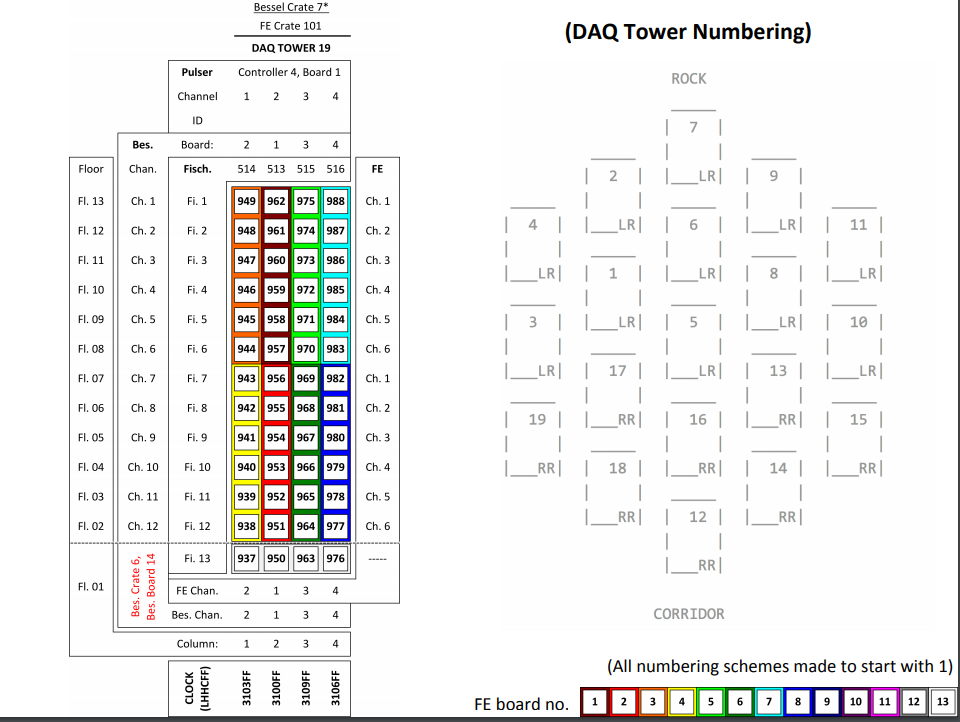 Bessel Crate 7*
FE Crate 101
DAQ TOWER 19
Pulser Controller 4, Board 1
Channel 1 2 3 4
ID
Bes. Board: 2 1 3 4
Floor Chan. Fisch. 514 513 515 516 FE
Fl. 13 Ch. 1 Fi. 1 949 962 975 988 Ch. 1
Fl. 12 Ch. 2 Fi. 2 948 961 974 987 Ch. 2
Fl. 11 Ch. 3 Fi. 3 947 960 973 986 Ch. 3
Fl. 10 Ch. 4 Fi. 4 946 959 972 985 Ch. 4
Fl. 09 Ch. 5 Fi. 5 945 958 971 984 Ch. 5
Fl. 08 Ch. 6 Fi. 6 944 957 970 983 Ch. 6
Fl. 07 Ch. 7 Fi. 7 943 956 969 982 Ch. 1
Fl. 06 Ch. 8 Fi. 8 942 955 968 981 Ch. 2
Fl. 05 Ch. 9 Fi. 9 941 954 967 980 Ch. 3
Fl. 04 Ch. 10 Fi. 10 940 953 966 979 Ch. 4
Fl. 03 Ch. 11 Fi. 11 939 952 965 978 Ch. 5
Fl. 02 Ch. 12 Fi. 12 938 951 964 977 Ch. 6
Fi. 13 937 950 963 976 -----
Fl. 01
Bes. Crate 6,
Bes. Board 14
FE Chan. 2 1 3 4
Bes. Chan. 2 1 3 4
Column: 1 2 3 4
CLOCK
(LHHCFF)
3103FF 3100FF 3109FF 3106FF
(DAQ Tower Numbering)
ROCK
7
2 LR 9
4 LR 6 LR 11
LR 1 LR 8 LR
3 LR 5 LR 10
LR 17 LR 13 LR
19 RR 16 RR 15
RR 18 RR 14 RR
RR 12 RR
RR
CORRIDOR
(All numbering schemes made to start with 1)
FE board no. 1 2 3 4 5 6 7 8 9 10 11 12 13